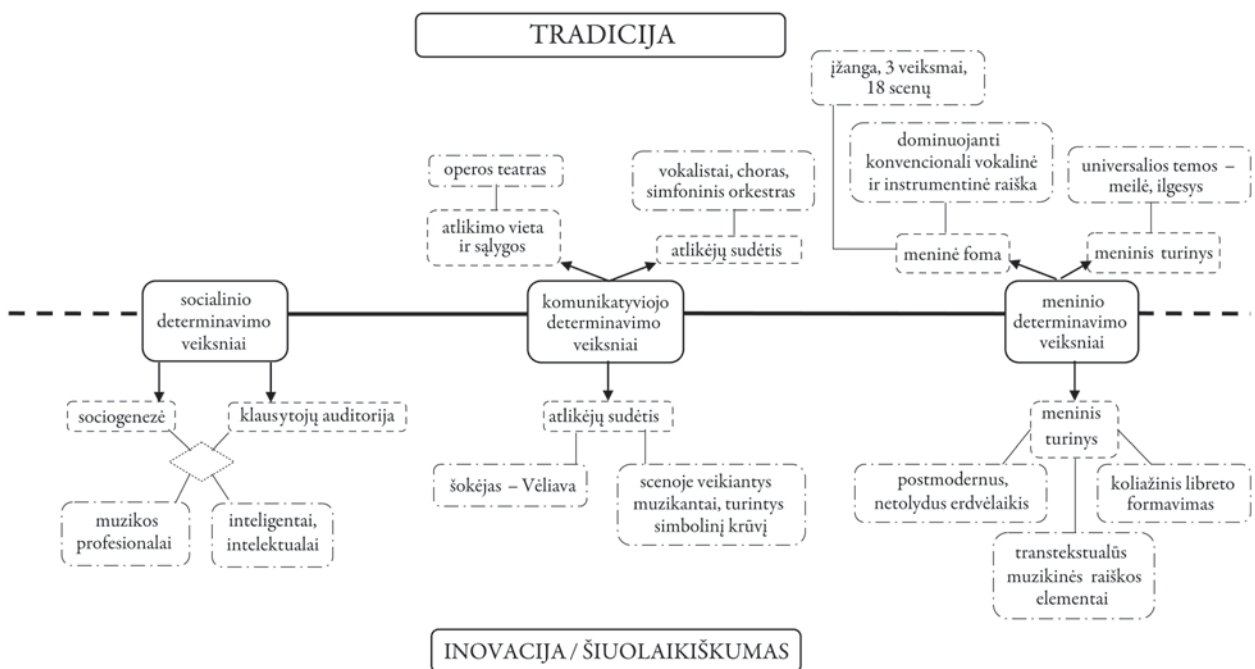 TRADICIJA
įžanga, 3 veiksmai,
18 scenų
operos teatras
vokalistai, choras,
simfoninis orkestras
dominuojanti
konvencionali vokalinė
ir instrumentinė raiška
universalios temos –
meilė, ilgesys
atlikimo vieta
ir sąlygos
atlikėjų sudėtis
meninė foma
meninis turinys
socialinio
determinavimo
veiksniai
komunikatyviojo
determinavimo
veiksniai
meninio
determinavimo
veiksniai
sociogenezė
klausytojų auditorija
atlikėjų sudėtis
meninis
turinys
muzikos
profesionalai
inteligentai,
intelektualai
šokėjas – Vėliava
scenoje veikiantys
muzikantai, turintys
simbolinį krūvį
postmodernus,
netolydus erdvėlaikis
koliažinis libreto
formavimas
transtekstualūs
muzikinės raiškos
elementai
INOVACIJA / ŠIUOLAIKIŠKUMAS